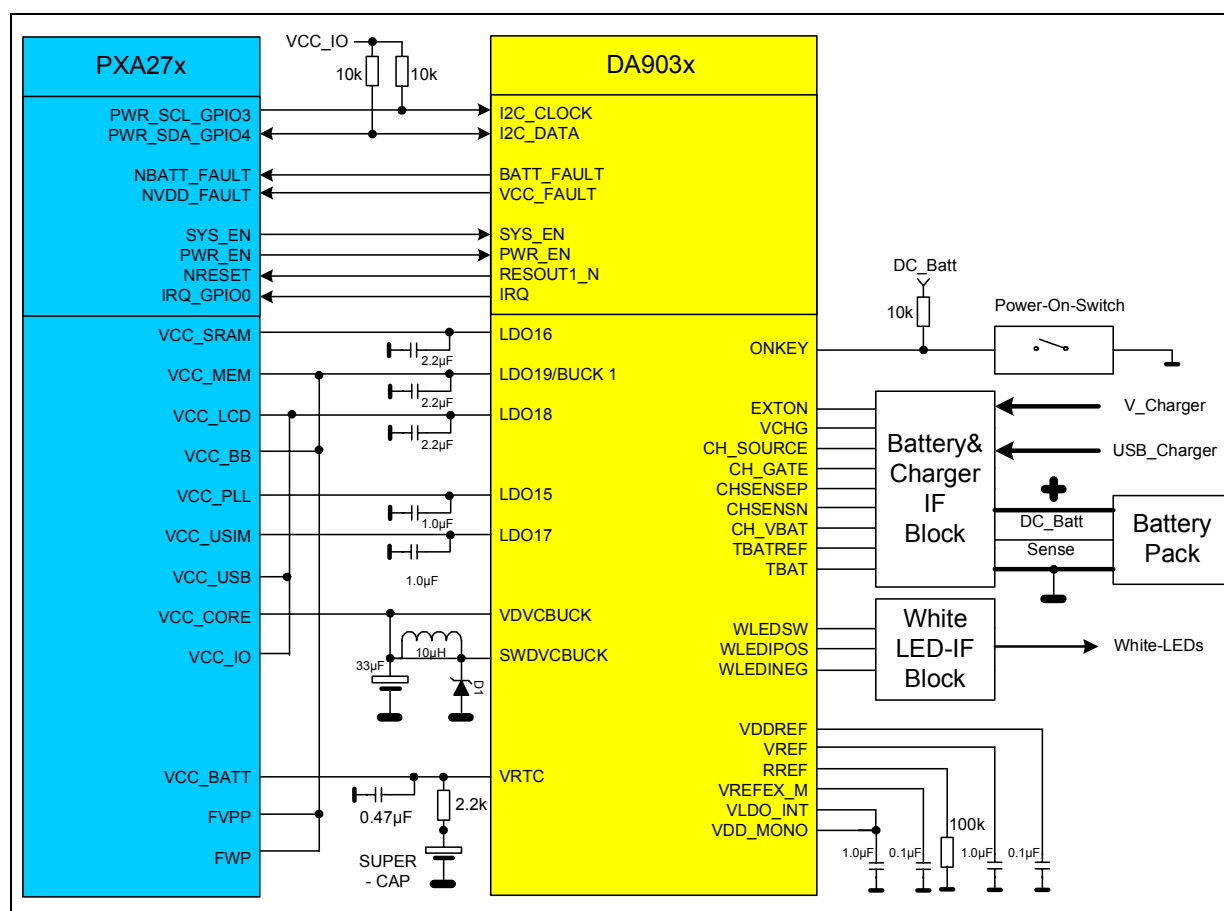 PXA27x
PWR_SCL_GPIO3
PWR_SDA_GPIO4
NBATT_FAULT
NVDD_FAULT
SYS_EN
PWR_EN
NRESET
IRQ_GPIO0
VCC_SRAM
VCC_MEM
VCC_LCD
VCC_BB
VCC_PLL
VCC_USIM
VCC_USB
VCC_CORE
VCC_IO
VCC_BATT
FVPP
FWP
VCC_IO
10k
10k
2.2µF
2.2µF
2.2µF
1.0µF
1.0µF
10µH
33µF
D1
0.47µF
2.2k
SUPER
- CAP
DA903x
I2C_CLOCK
I2C_DATA
BATT_FAULT
VCC_FAULT
SYS_EN
PWR_EN
RESOUT1_N
IRQ
LDO16
LDO19/BUCK 1
LDO18
LDO15
LDO17
VDVCBUCK
SWDVCBUCK
VRTC
ONKEY
EXTON
VCHG
CH_SOURCE
CH_GATE
CHSENSEP
CHSENSN
CH_VBAT
TBATREF
TBAT
WLEDSW
WLEDIPOS
WLEDINEG
VDDREF
VREF
RREF
VREFEX_M
VLDO_INT
VDD_MONO
DC_Batt
10k
Power-On-Switch
Battery&
Charger
IF
Block
V_Charger
USB_Charger
DC_Batt
Sense
Battery
Pack
White
LED-IF
Block
White-LEDs
100k
1.0µF
0.1µF
1.0µF
0.1µF